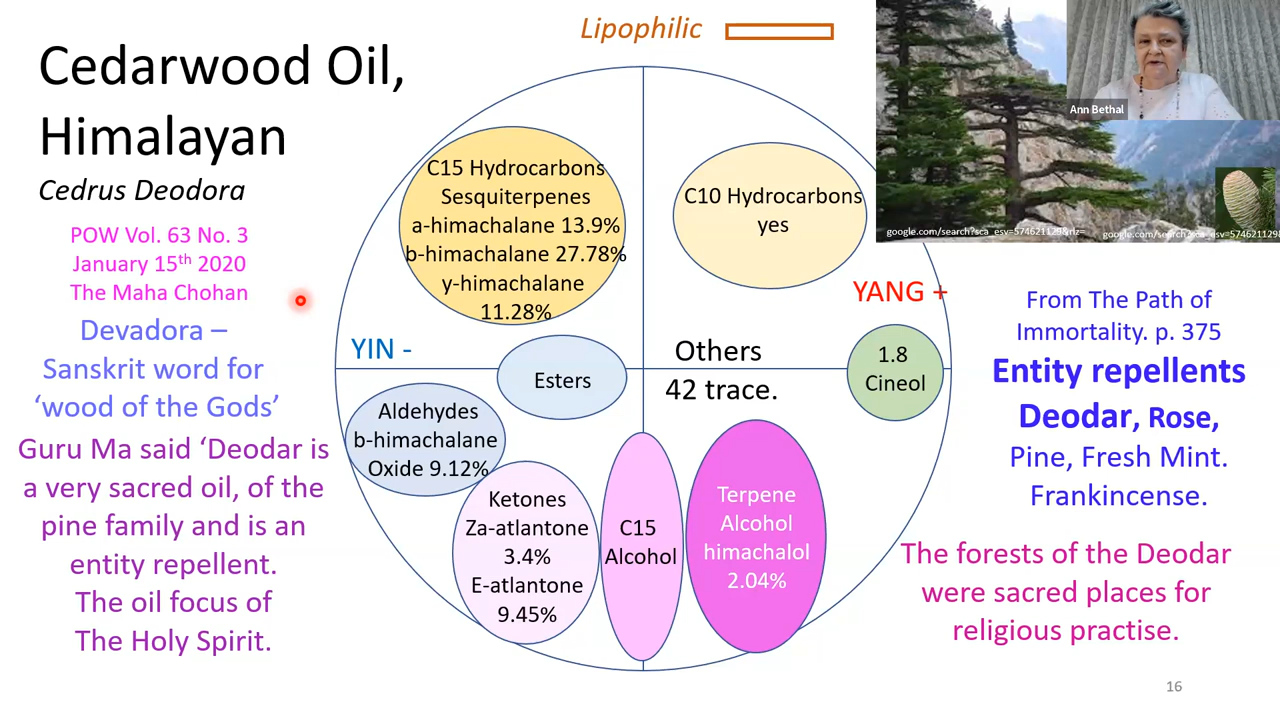 Lipophilic
Cedarwood Oil,
Himalayan
Cedrus Deodora
POW Vol. 63 No. 3
January 15th 2020
The Maha Chohan
Devadora –
Sanskrit word for
‘wood of the Gods’
Guru Ma said ‘Deodar is
a very sacred oil, of the
pine family and is an
entity repellent.
The oil focus of
The Holy Spirit.
C15 Hydrocarbons
Sesquiterpenes
a-himachalane 13.9%
b-himachalane 27.78%
y-himachalane
11.28%
C10 Hydrocarbons
yes
YIN -
YANG +
Esters
Others
42 trace.
1.8
Cineol
Aldehydes
b-himachalane
Oxide 9.12%
Ketones
Za-atlantone
3.4%
E-atlantone
9.45%
C15
Alcohol
Terpene
Alcohol
himachalol
2.04%
Ann Bethal
From The Path of
Immortality. p. 375
Entity repellents
Deodar, Rose,
Pine, Fresh Mint.
Frankincense.
The forests of the Deodar
were sacred places for
religious practise.
16